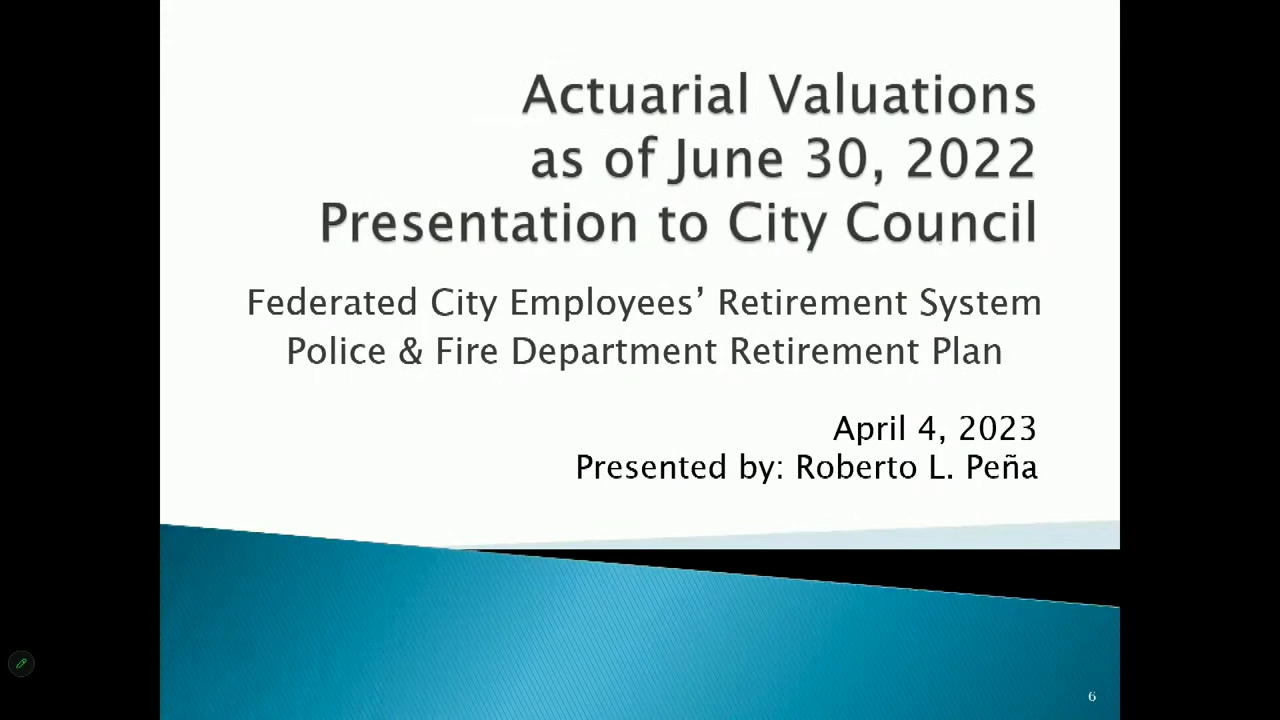 Actuarial Valuations
as of June 30, 2022
Presentation to City Council
Federated City Employees’ Retirement System
Police & Fire Department Retirement Plan
April 4, 2023
Presented by: Roberto L. Peña
6